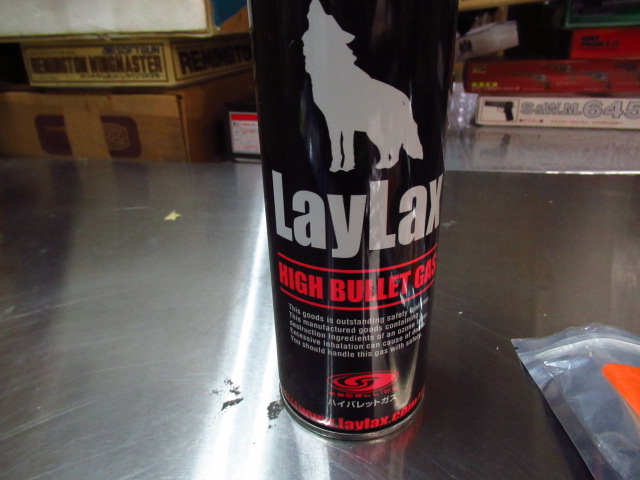 REMINGTON WINGMASTER
REMINGTON
S&W.M.645
LayLax
HIGH BULLET GAS
This goods is outstanding safety
This manufactured goods containing
destruction ingredients of an ozone
Excessive inhalation can cause of
You should handle this gas with safety.
ハイバレットガス
.laylax.com